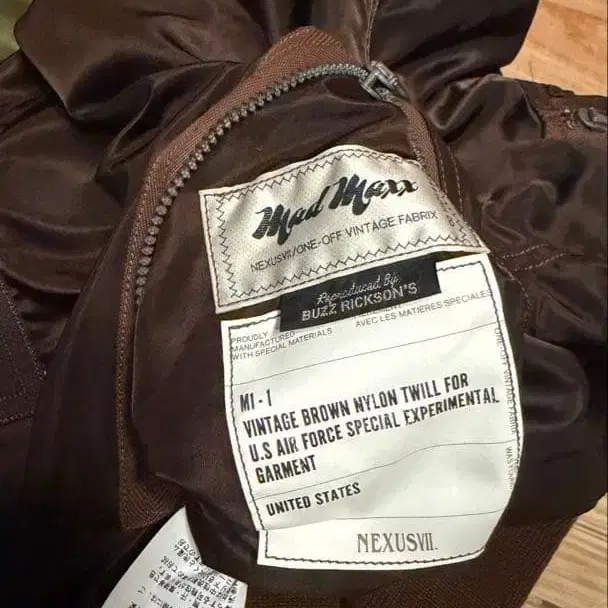 Mad Maxx
NEXUSVII/ONE-OFF VINTAGE FABRIX
Reproduced By
BUZZ RICKSON'S
PROUDLY
MANUFACTURED
WITH SPECIAL MATERIALS
AVEC LES MATIERES SPECIALES
MI-1
VINTAGE BROWN NYLON TWILL FOR
U.S AIR FORCE SPECIAL EXPERIMENTAL
GARMENT
UNITED STATES
NEXUSVII.